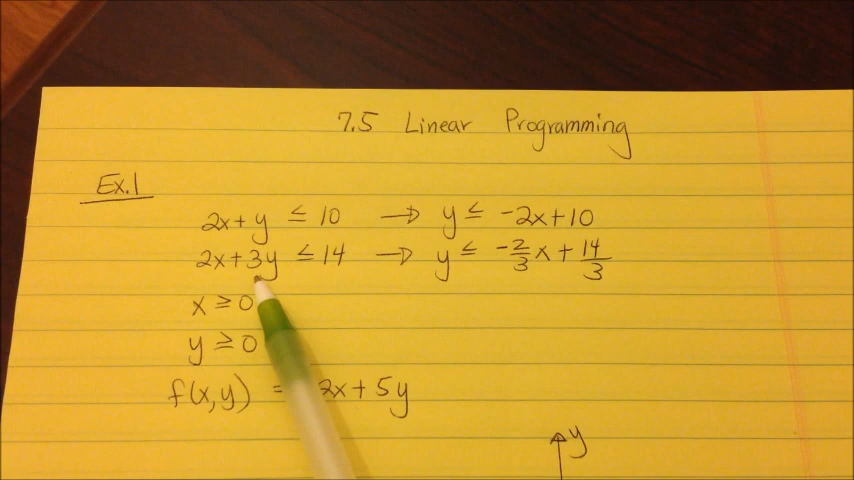 7.5 Linear Programming
Ex.1
2x+y ≤ 10 → y ≤ -2x+10
2x+3y ≤ 14 → y ≤ -2/3 x + 14/3
x ≥ 0
y ≥ 0
f(x,y) = 2x+5y
y